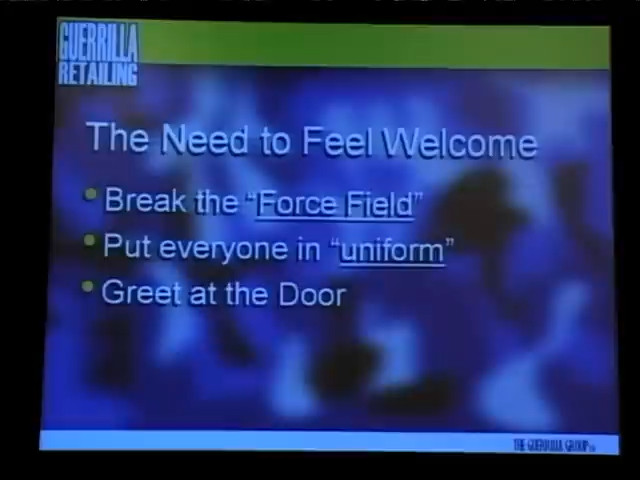 GUERRILLA
RETAILING
The Need to Feel Welcome
Break the “Force Field”
Put everyone in “uniform”
Greet at the Door
THE GUERRILLA GROUP